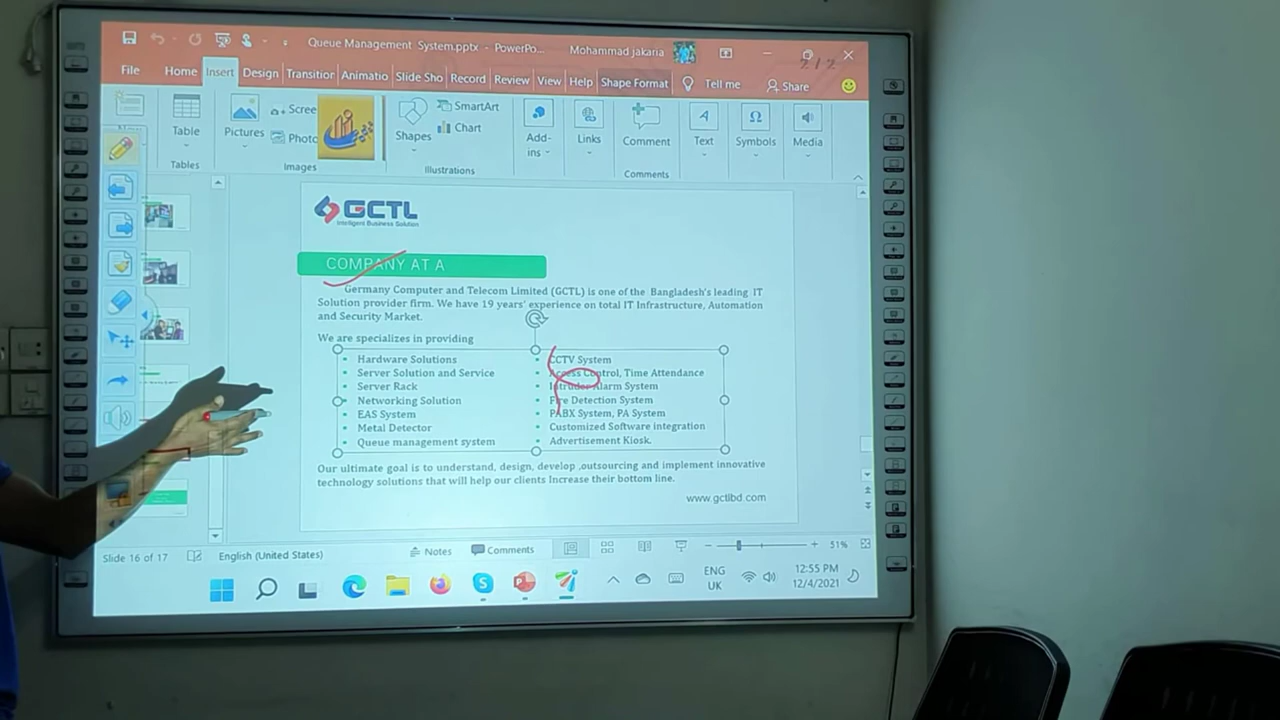 Queue Management System.pptx - PowerPo... Mohammad jakaria
2/2
File Home Insert Design Transition Animatio Slide Sho Record Review View Help Shape Format Tell me Share
Table
Pictures
Scree
Photo
Shapes
SmartArt
Chart
Add-
ins
Links
Comment
Text
Symbols
Media
Tables
Images
Illustrations
Comments
GCTL
Intelligent Business Solution
COMPANY AT A
Germany Computer and Telecom Limited (GCTL) is one of the Bangladesh's leading IT
Solution provider firm. We have 19 years' experience on total IT Infrastructure, Automation
and Security Market.
We are specializes in providing
Hardware Solutions
Server Solution and Service
Server Rack
Networking Solution
EAS System
Metal Detector
Queue management system
CCTV System
Access Control, Time Attendance
Intruder Alarm System
Fire Detection System
PABX System, PA System
Customized Software integration
Advertisement Kiosk.
Our ultimate goal is to understand, design, develop ,outsourcing and implement innovative
technology solutions that will help our clients Increase their bottom line.
www.gctlbd.com
Slide 16 of 17 English (United States) Notes Comments 51%
ENG
UK
12:55 PM
12/4/2021